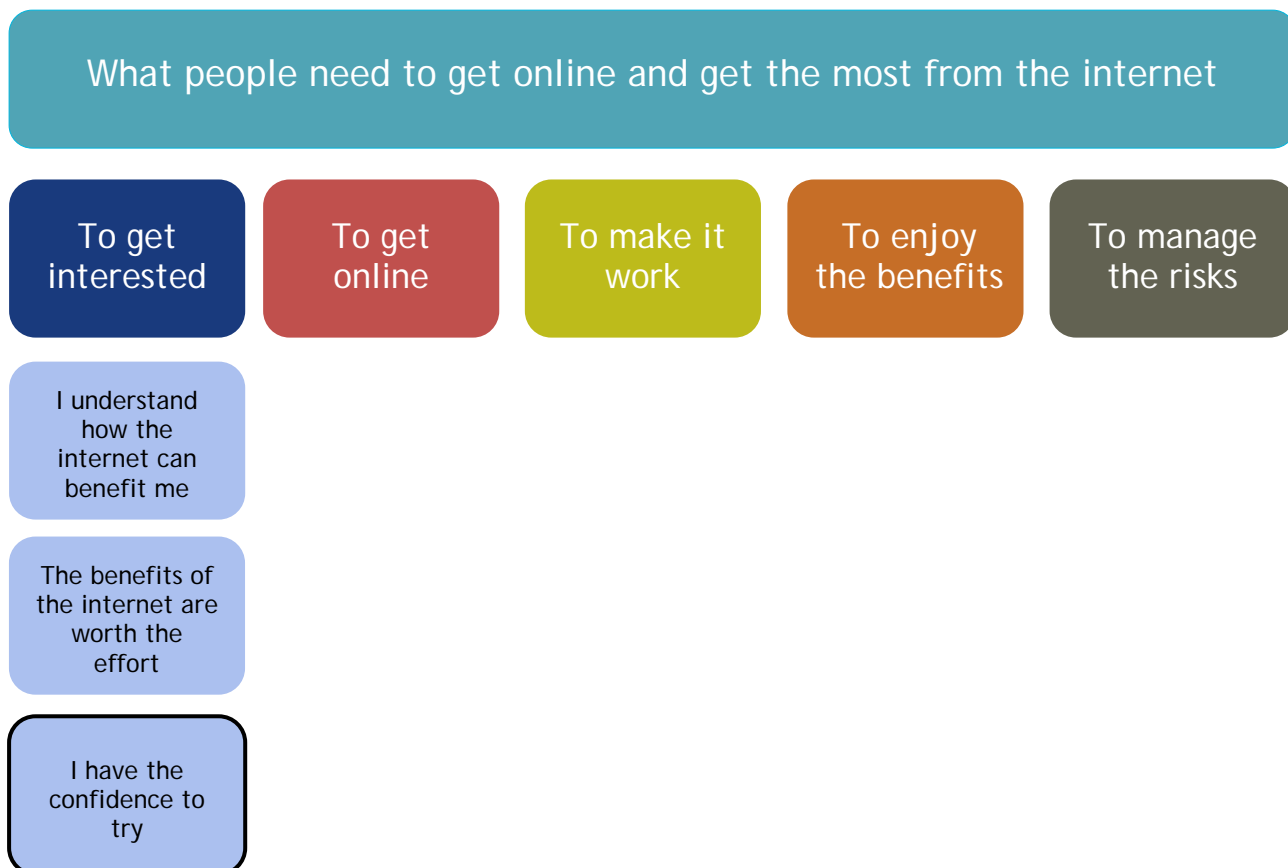 What people need to get online and get the most from the internet
To get
interested
To get
online
To make it
work
To enjoy
the benefits
To manage
the risks
I understand
how the
internet can
benefit me
The benefits of
the internet are
worth the
effort
I have the
confidence to
try